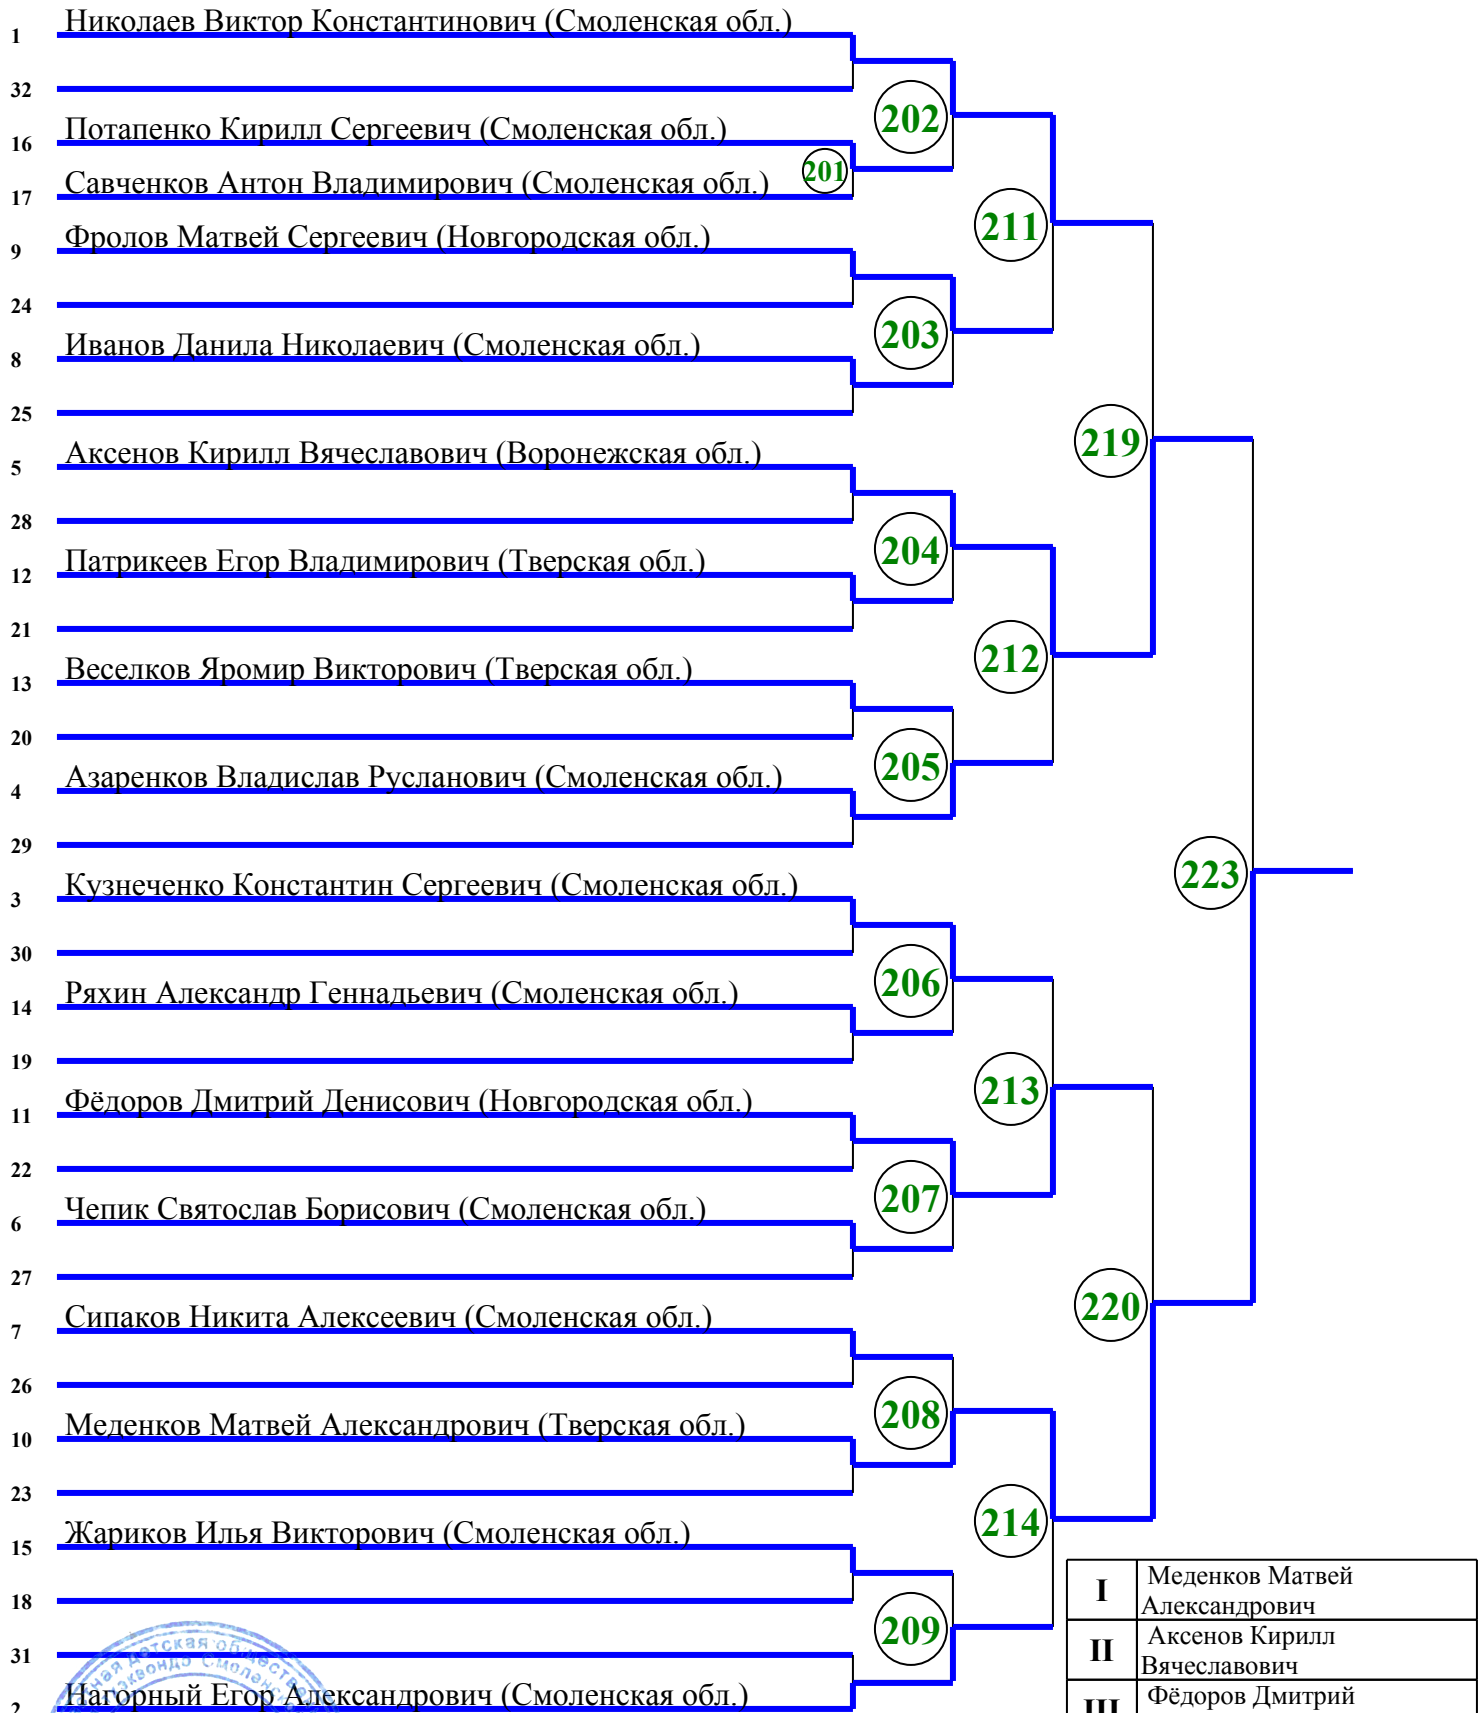 Николаев Виктор Константинович (Смоленская обл.)
1
32
202
Потапенко Кирилл Сергеевич (Смоленская обл.)
16
201
Савченков Антон Владимирович (Смоленская обл.)
17
211
Фролов Матвей Сергеевич (Новгородская обл.)
9
24
203
Иванов Данила Николаевич (Смоленская обл.)
8
25
219
Аксенов Кирилл Вячеславович (Воронежская обл.)
5
28
204
Патрикеев Егор Владимирович (Тверская обл.)
12
21
212
Веселков Яромир Викторович (Тверская обл.)
13
20
205
Азаренков Владислав Русланович (Смоленская обл.)
4
29
223
Кузнеченко Константин Сергеевич (Смоленская обл.)
3
30
206
Ряхин Александр Геннадьевич (Смоленская обл.)
14
19
213
Фёдоров Дмитрий Денисович (Новгородская обл.)
11
22
207
Чепик Святослав Борисович (Смоленская обл.)
6
27
220
Сипаков Никита Алексеевич (Смоленская обл.)
7
26
208
Меденков Матвей Александрович (Тверская обл.)
10
23
214
Жариков Илья Викторович (Смоленская обл.)
15
18
209
31
Нагорный Егор Александрович (Смоленская обл.)
2
I Меденков Матвей
Александрович
II Аксенов Кирилл
Вячеславович
III Фёдоров Дмитрий